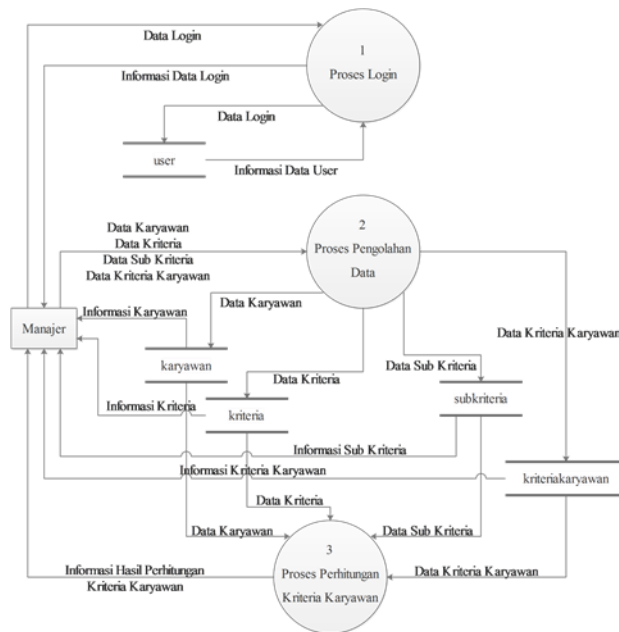 Data Login
1
Proses Login
Informasi Data Login
Data Login
user
Informasi Data User
Data Karyawan
Data Kriteria
Data Sub Kriteria
Data Kriteria Karyawan
2
Proses Pengolahan
Data
Informasi Karyawan
Data Karyawan
Manajer
Data Kriteria Karyawan
karyawan
Data Kriteria
Data Sub Kriteria
Informasi Kriteria
kriteria
subkriteria
Informasi Sub Kriteria
Informasi Kriteria Karyawan
kriteriakaryawan
Data Kriteria
Data Karyawan
Data Sub Kriteria
3
Proses Perhitungan
Kriteria Karyawan
Informasi Hasil Perhitungan
Kriteria Karyawan
Data Kriteria Karyawan